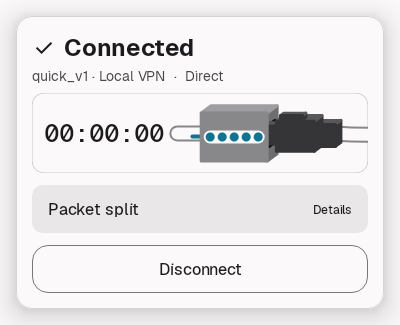 Connected
quick_v1 · Local VPN · Direct
00:00:00
Packet split Details
Disconnect